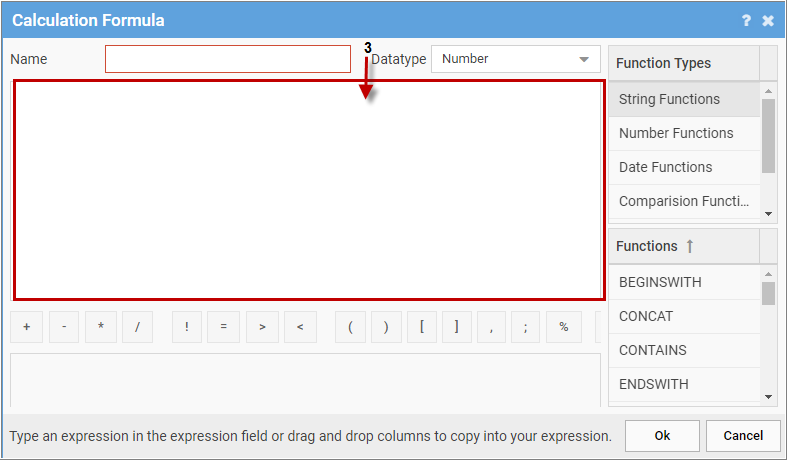 Calculation Formula ? ✖
Name 3 Datatype Number
Function Types
String Functions
Number Functions
Date Functions
Comparision Functi...
Functions ↑
BEGINSWITH
CONCAT
CONTAINS
ENDSWITH
+ - * / ! = > < ( ) [ ] , ; %
Type an expression in the expression field or drag and drop columns to copy into your expression. Ok Cancel